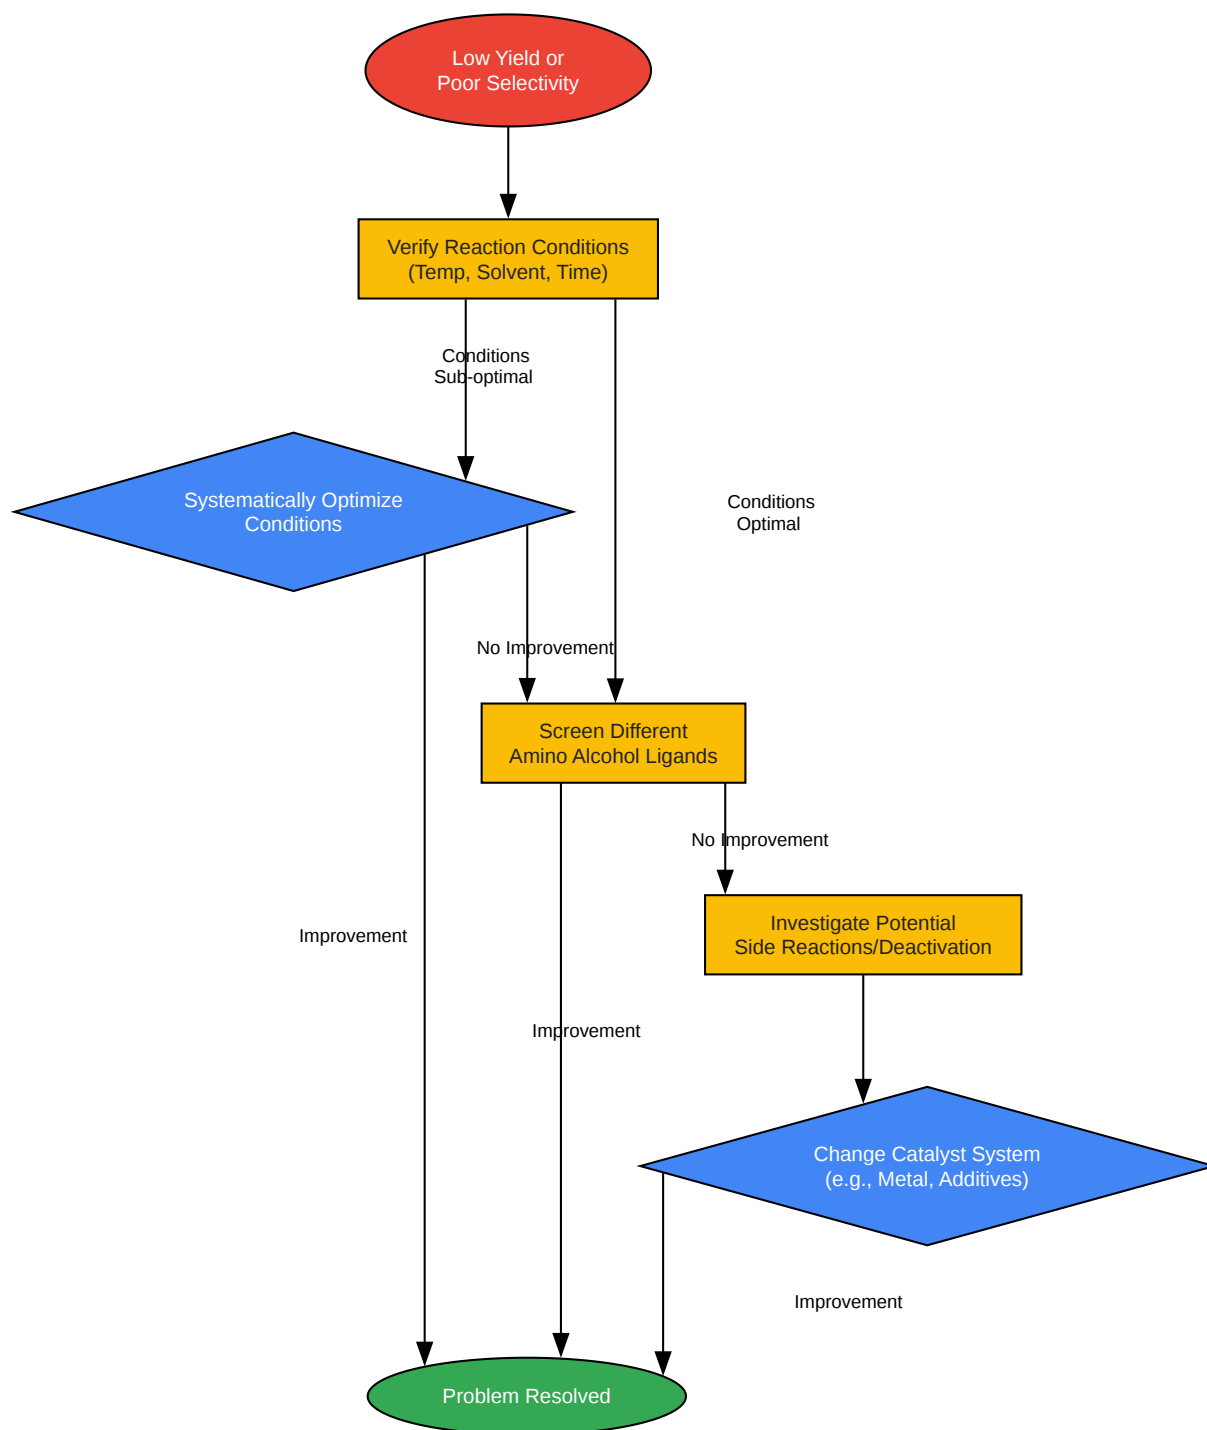 Low Yield or
Poor Selectivity
Verify Reaction Conditions
(Temp, Solvent, Time)
Conditions
Sub-optimal
Systematically Optimize
Conditions
Conditions
Optimal
No Improvement
Screen Different
Amino Alcohol Ligands
No Improvement
Investigate Potential
Side Reactions/Deactivation
Improvement
Improvement
Change Catalyst System
(e.g., Metal, Additives)
Improvement
Problem Resolved